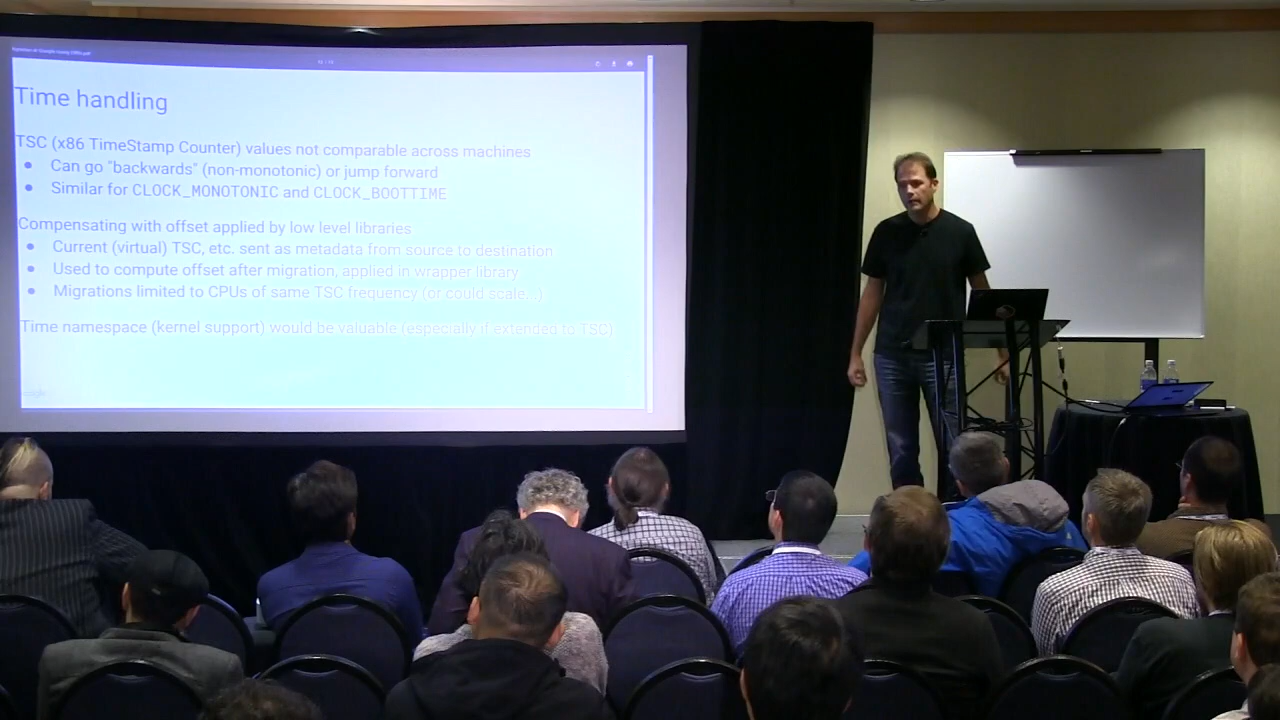 Time handling
TSC (x86 TimeStamp Counter) values not comparable across machines
● Can go "backwards" (non-monotonic) or jump forward
● Similar for CLOCK_MONOTONIC and CLOCK_BOOTTIME
Compensating with offset applied by low level libraries
● Current (virtual) TSC, etc. sent as metadata from source to destination
● Used to compute offset after migration, applied in wrapper library
● Migrations limited to CPUs of same TSC frequency (or could scale...)
Time namespace (kernel support) would be valuable (especially if extended to TSC)